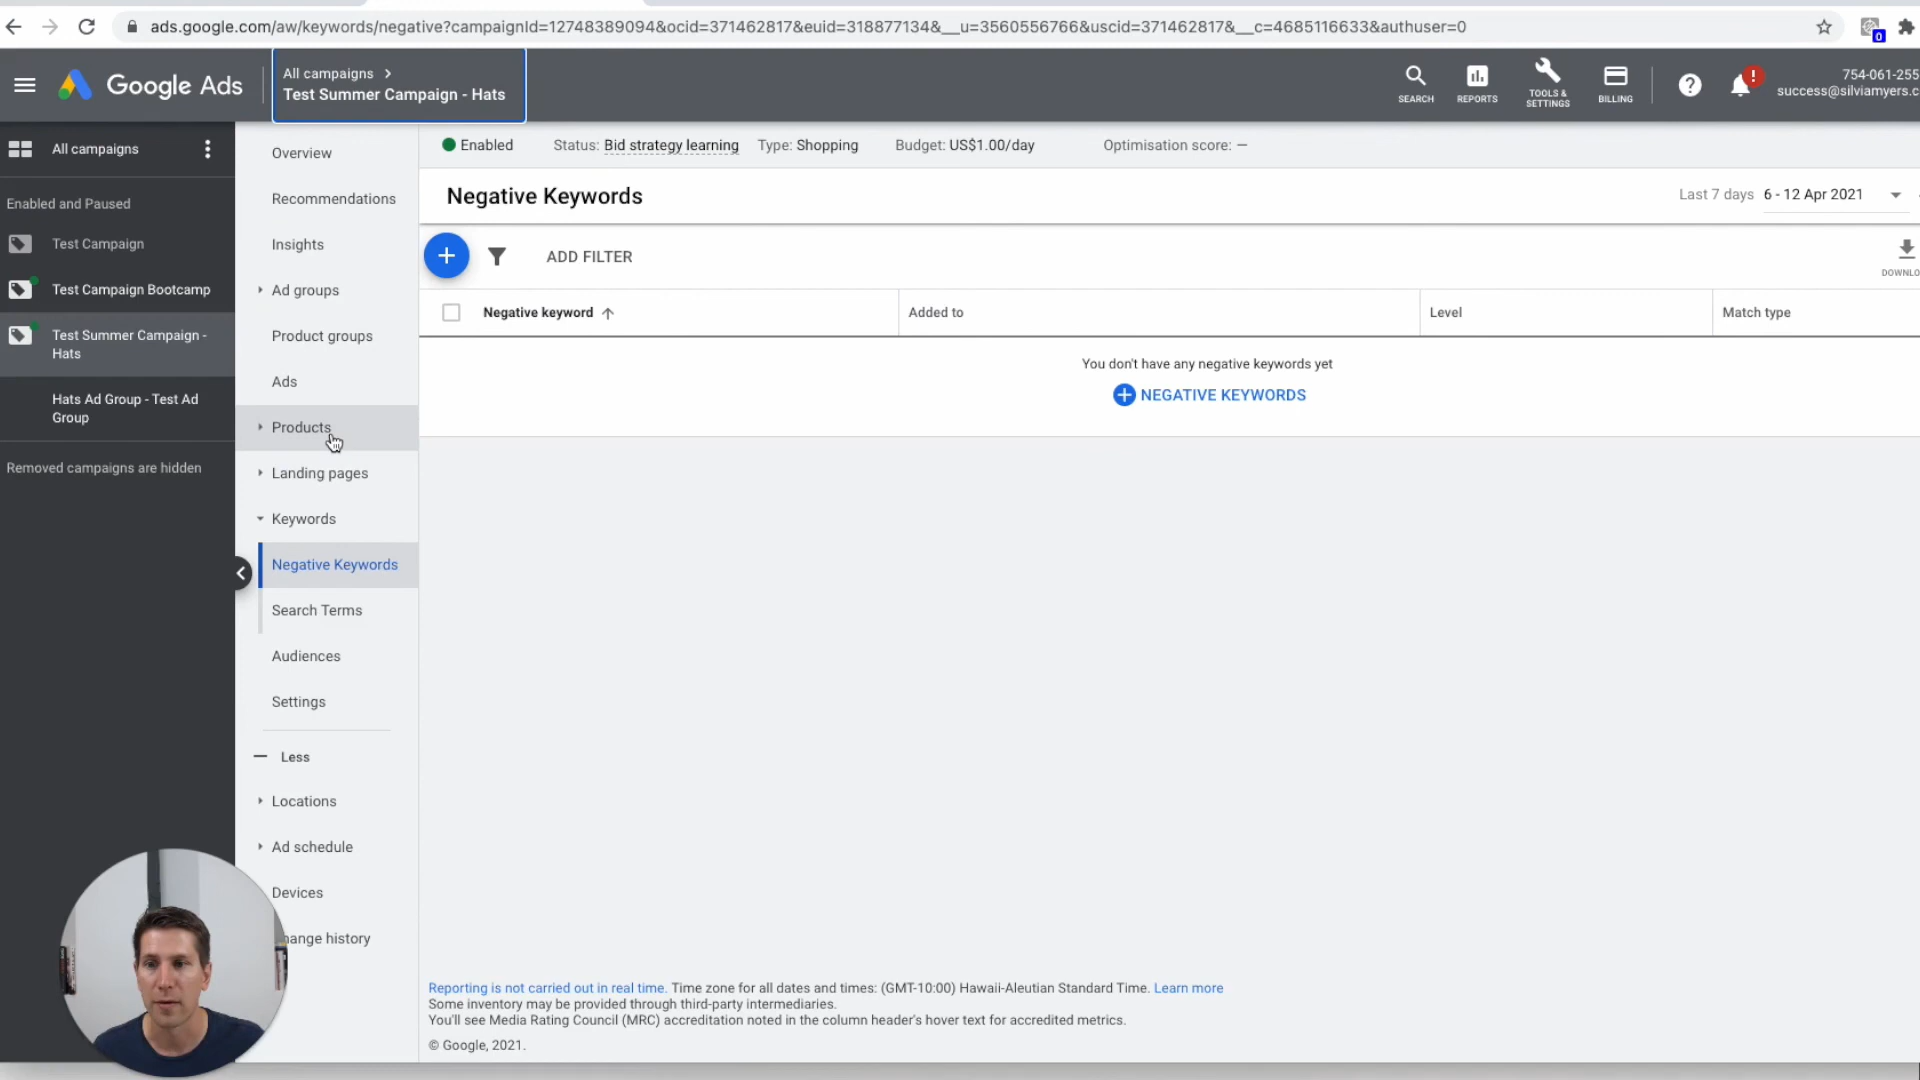 ads.google.com/aw/keywords/negative?campaignId=12748389094&ocid=371462817&euid=318877134&__u=3560556766&uscid=371462817&__c=4685116633&authuser=0
0
Google Ads
All campaigns
Test Summer Campaign - Hats
SEARCH
REPORTS
TOOLS &
SETTINGS
BILLING
754-061-255
success@silviamyers.c
All campaigns
Enabled and Paused
Test Campaign
Test Campaign Bootcamp
Test Summer Campaign -
Hats
Hats Ad Group - Test Ad
Group
Removed campaigns are hidden
Overview
Recommendations
Insights
Ad groups
Product groups
Ads
Products
Landing pages
Keywords
Negative Keywords
Search Terms
Audiences
Settings
Less
Locations
Ad schedule
Devices
hange history
Enabled Status: Bid strategy learning Type: Shopping Budget: US$1.00/day Optimisation score: —
Negative Keywords
Last 7 days 6 - 12 Apr 2021
ADD FILTER
DOWNLO
Negative keyword Added to Level Match type
You don't have any negative keywords yet
NEGATIVE KEYWORDS
Reporting is not carried out in real time. Time zone for all dates and times: (GMT-10:00) Hawaii-Aleutian Standard Time. Learn more
Some inventory may be provided through third-party intermediaries.
You'll see Media Rating Council (MRC) accreditation noted in the column header's hover text for accredited metrics.
© Google, 2021.